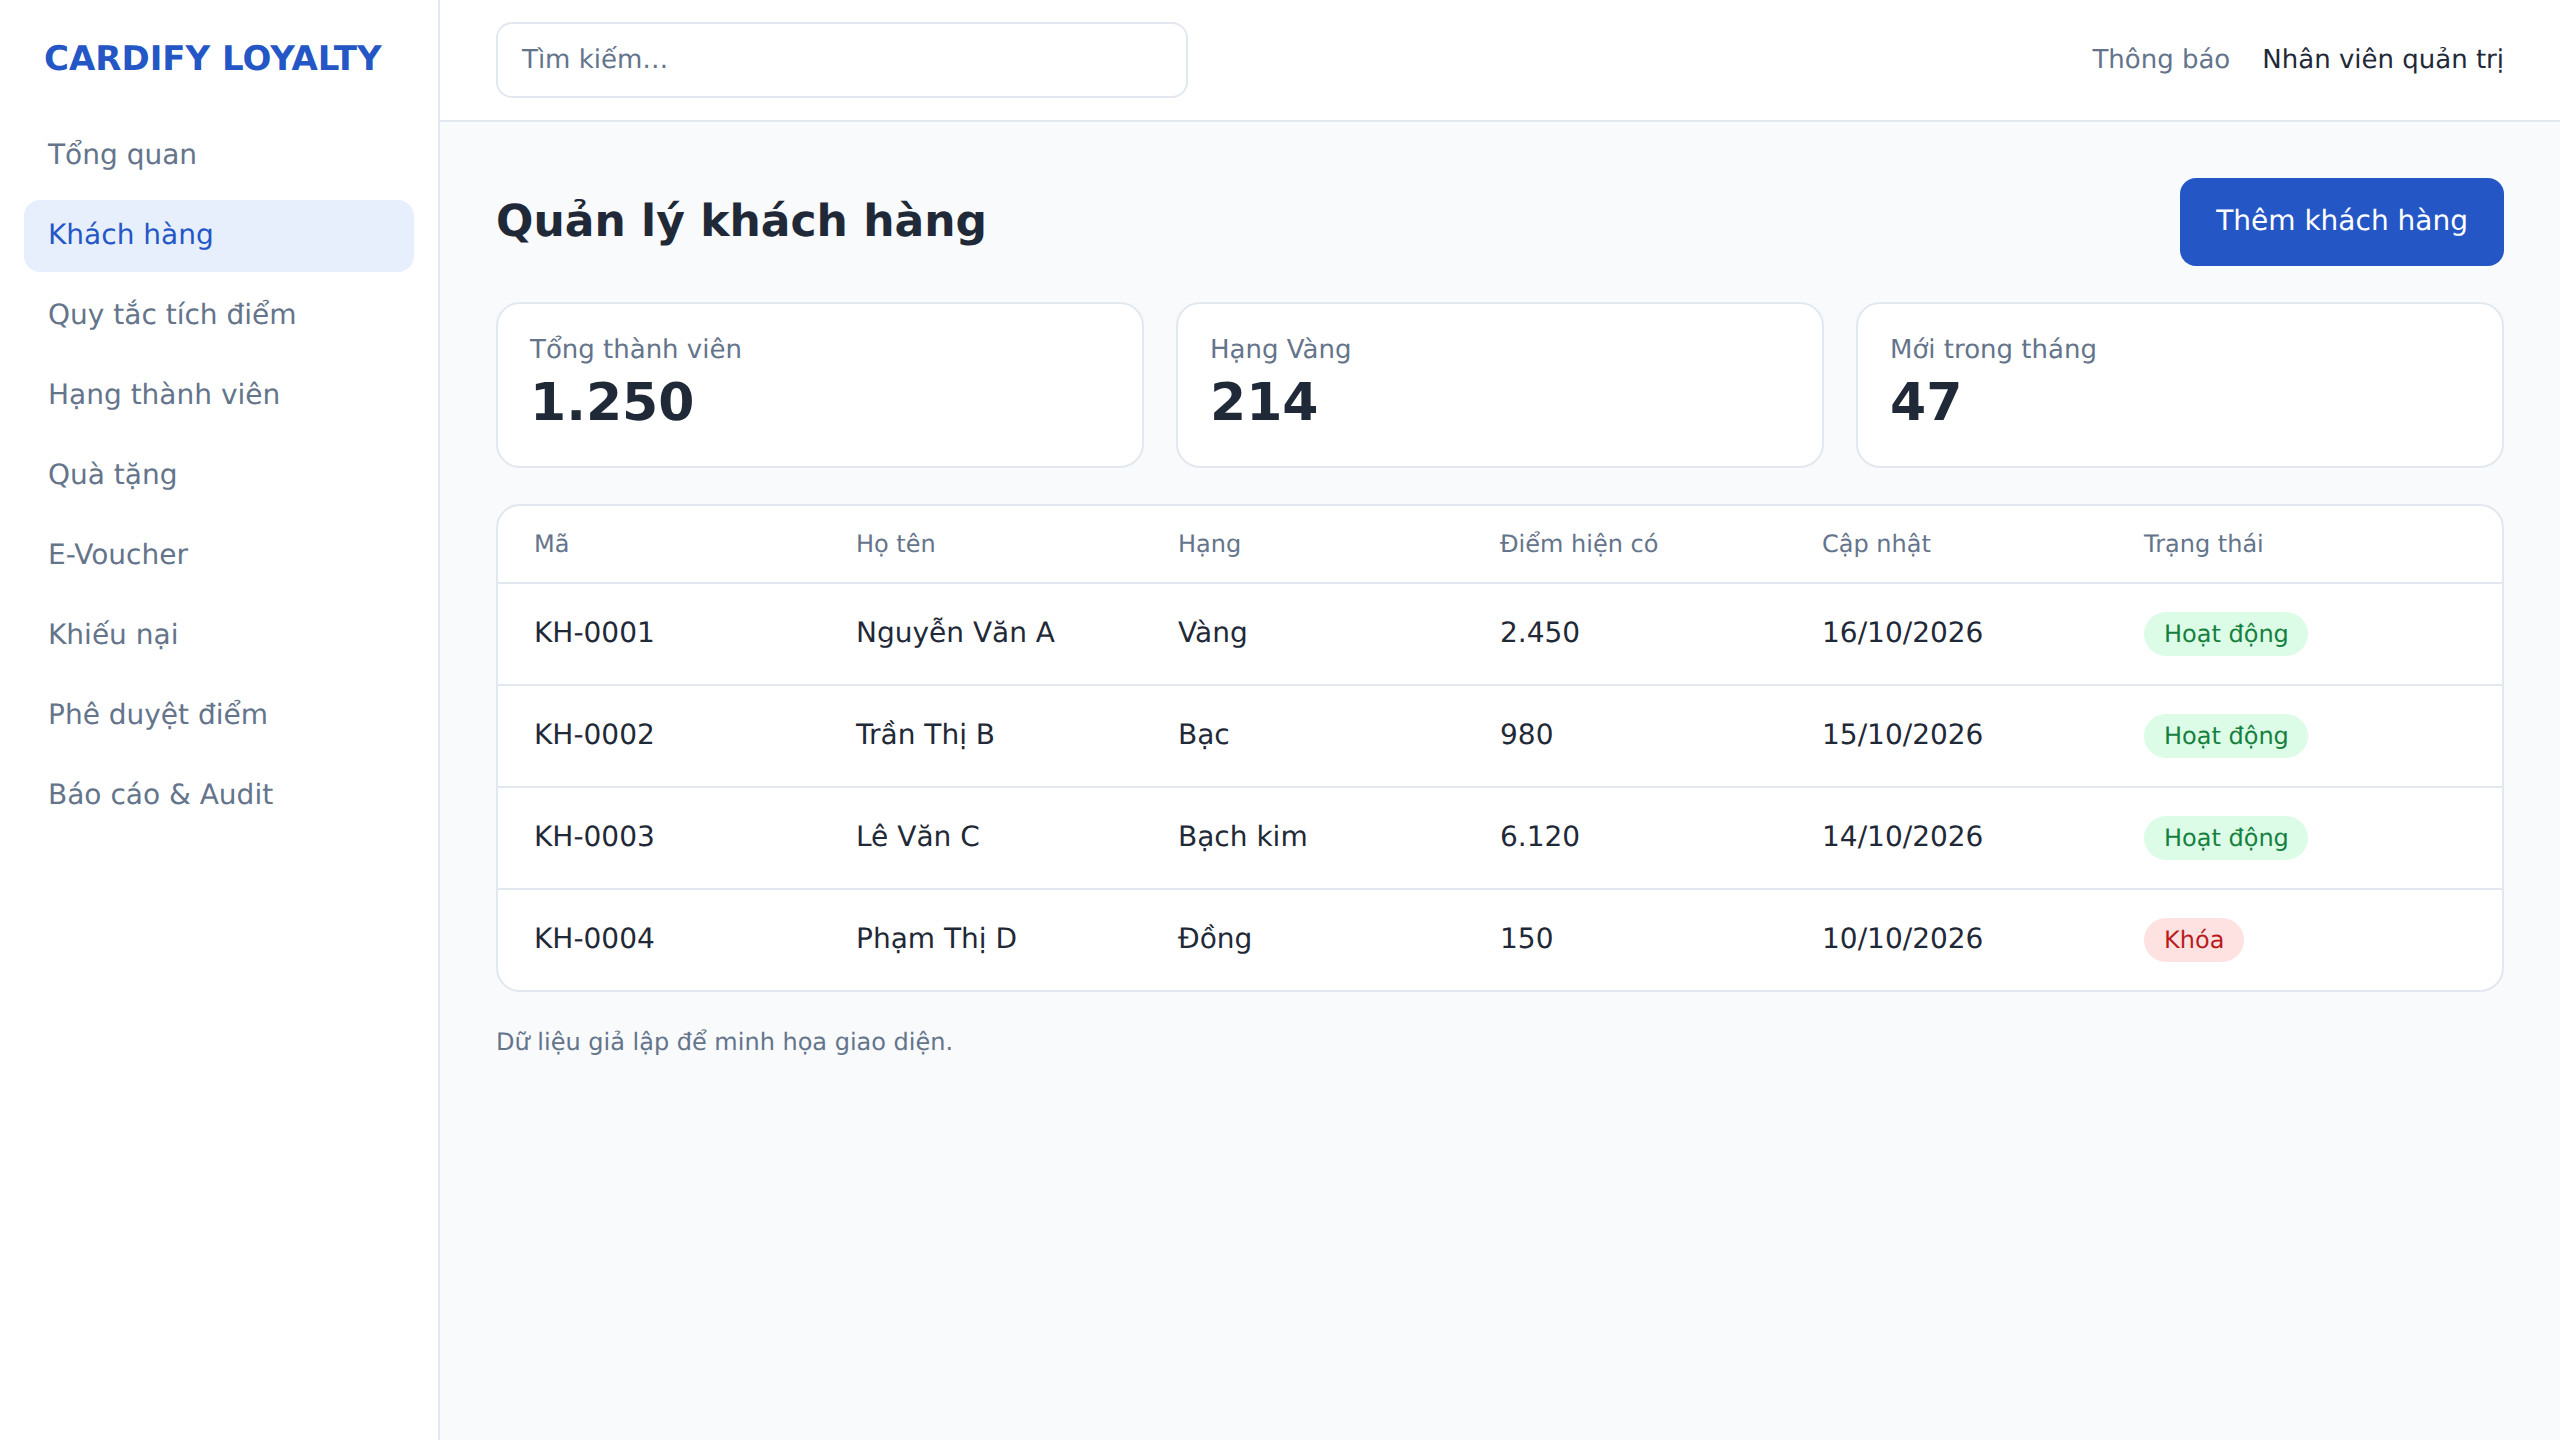 CARDIFY LOYALTY
Tổng quan
Khách hàng
Quy tắc tích điểm
Hạng thành viên
Quà tặng
E-Voucher
Khiếu nại
Phê duyệt điểm
Báo cáo & Audit
Tìm kiếm...
Thông báo Nhân viên quản trị
Quản lý khách hàng
Thêm khách hàng
Tổng thành viên
1.250
Hạng Vàng
214
Mới trong tháng
47
Mã Họ tên Hạng Điểm hiện có Cập nhật Trạng thái
KH-0001 Nguyễn Văn A Vàng 2.450 16/10/2026 Hoạt động
KH-0002 Trần Thị B Bạc 980 15/10/2026 Hoạt động
KH-0003 Lê Văn C Bạch kim 6.120 14/10/2026 Hoạt động
KH-0004 Phạm Thị D Đồng 150 10/10/2026 Khóa
Dữ liệu giả lập để minh họa giao diện.